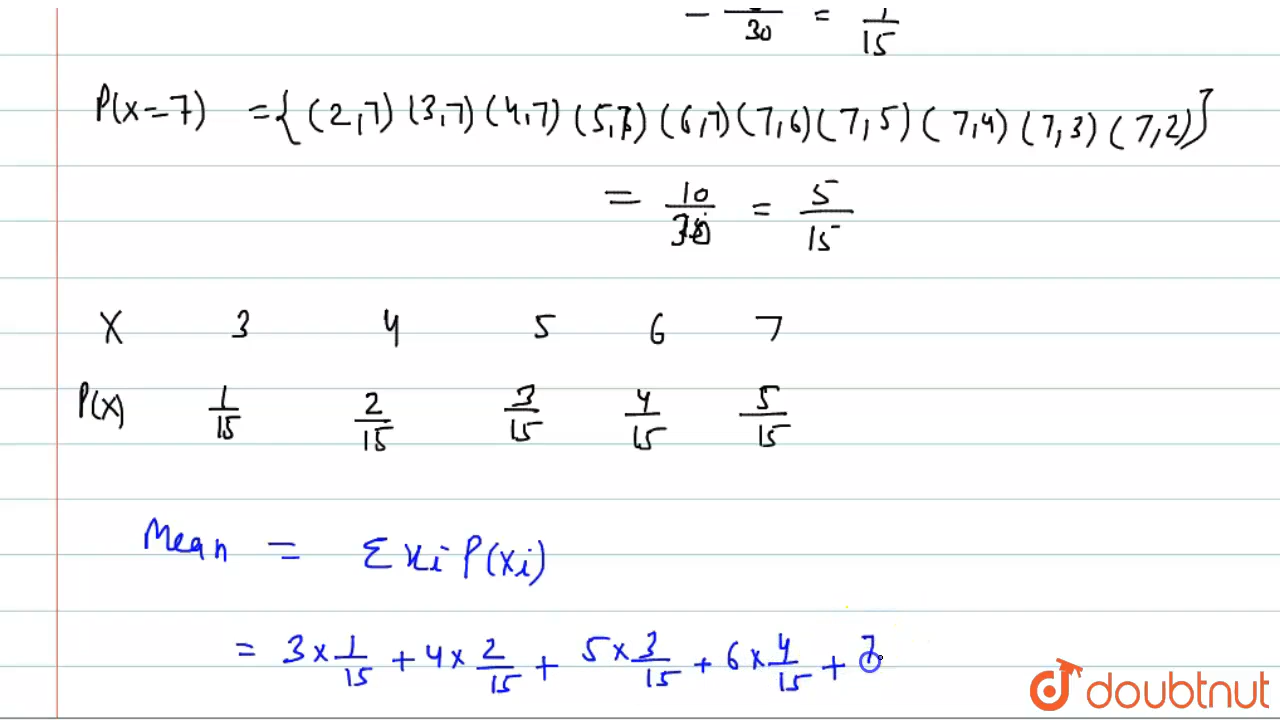 - /30 = 1/15
P(X=7) = {(2,7) (3,7) (4,7) (5,7) (6,7) (7,6) (7,5) (7,4) (7,3) (7,2)}
= 10/30 = 5/15
X 3 4 5 6 7
P(X) 1/15 2/15 3/15 4/15 5/15
Mean = Σ xi P(xi)
= 3 × 1/15 + 4 × 2/15 + 5 × 3/15 + 6 × 4/15 + 7
doubtnut